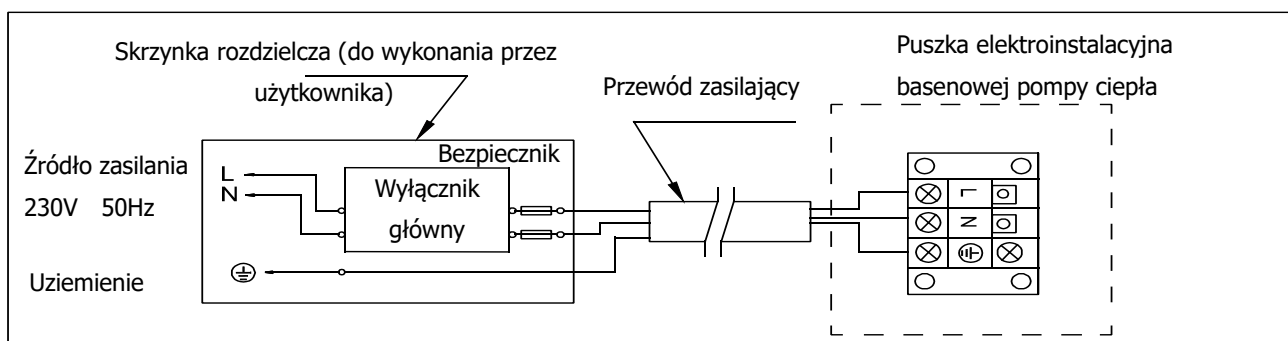 Skrzynka rozdzielcza (do wykonania przez
użytkownika)
Przewód zasilający
Puszka elektroinstalacyjna
basenowej pompy ciepła
Źródło zasilania
230V 50Hz
Uziemienie
L
N
Bezpiecznik
Wyłącznik
główny
L
N